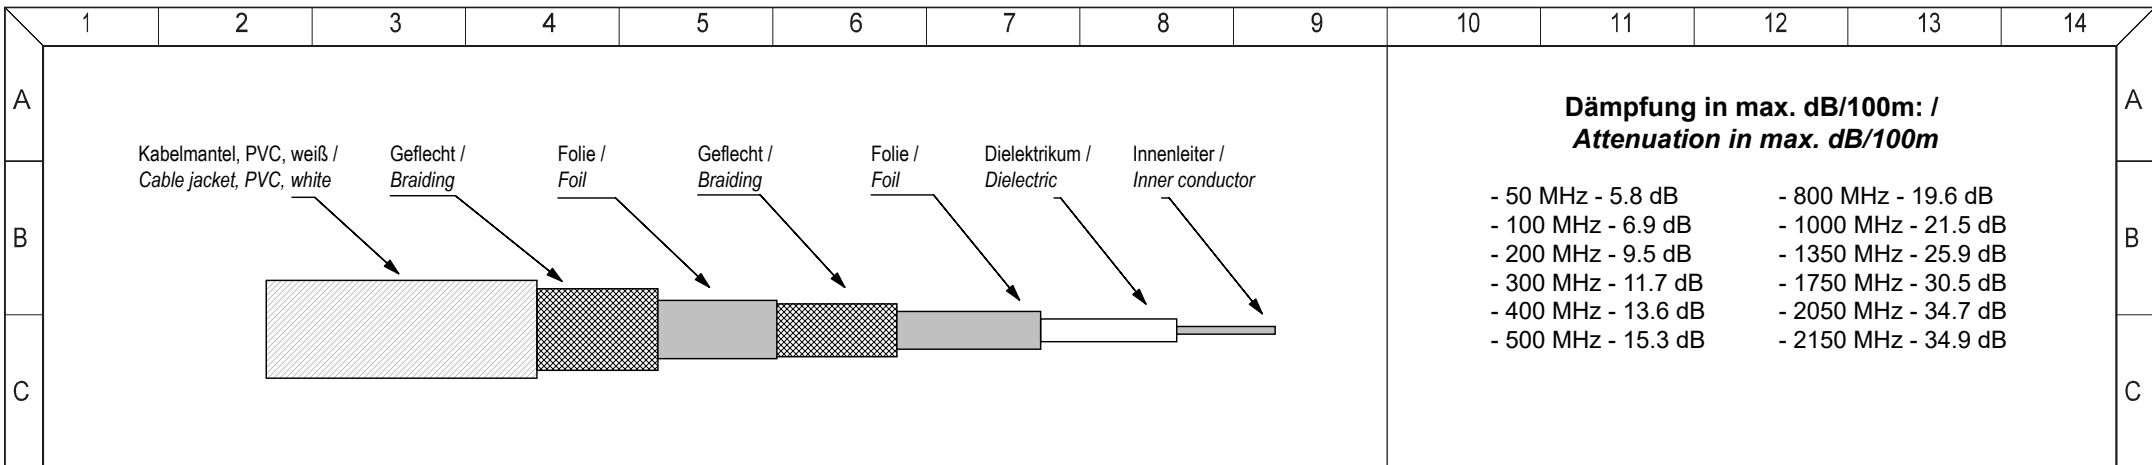 1 2 3 4 5 6 7 8 9 10 11 12 13 14
A A
Dämpfung in max. dB/100m: /
Attenuation in max. dB/100m
Kabelmantel, PVC, weiß /
Cable jacket, PVC, white
Geflecht /
Braiding
Folie /
Foil
Geflecht /
Braiding
Folie /
Foil
Dielektrikum /
Dielectric
Innenleiter /
Inner conductor
- 50 MHz - 5.8 dB
- 100 MHz - 6.9 dB
- 200 MHz - 9.5 dB
- 300 MHz - 11.7 dB
- 400 MHz - 13.6 dB
- 500 MHz - 15.3 dB
- 800 MHz - 19.6 dB
- 1000 MHz - 21.5 dB
- 1350 MHz - 25.9 dB
- 1750 MHz - 30.5 dB
- 2050 MHz - 34.7 dB
- 2150 MHz - 34.9 dB
B B
C C